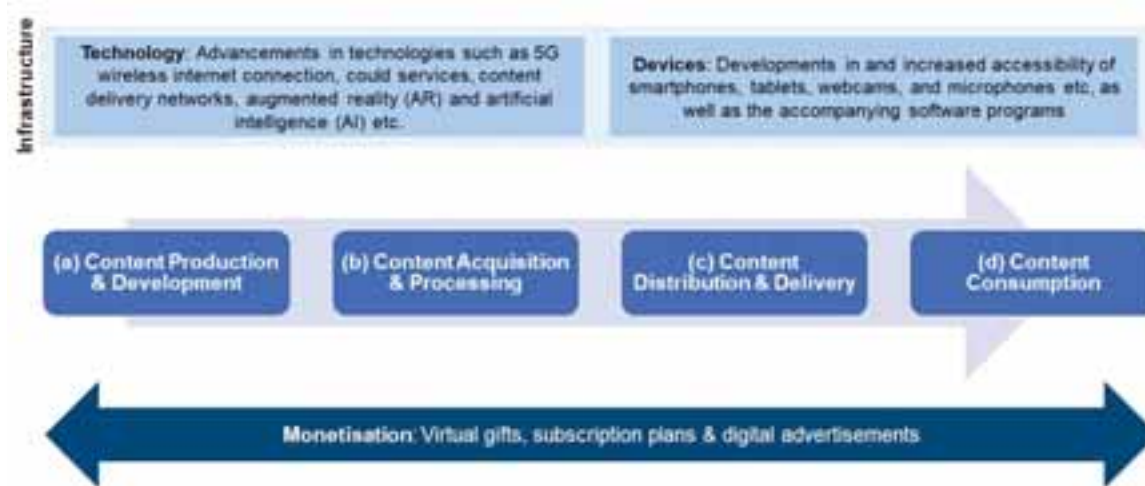 Infrastructure
Technology: Advancements in technologies such as 5G
wireless internet connection, could services, content
delivery networks, augmented reality (AR) and artificial
intelligence (AI) etc.
Devices: Developments in and increased accessibility of
smartphones, tablets, webcams, and microphones etc, as
well as the accompanying software programs
(a) Content Production
& Development
(b) Content Acquisition
& Processing
(c) Content
Distribution & Delivery
(d) Content
Consumption
Monetisation: Virtual gifts, subscription plans & digital advertisements